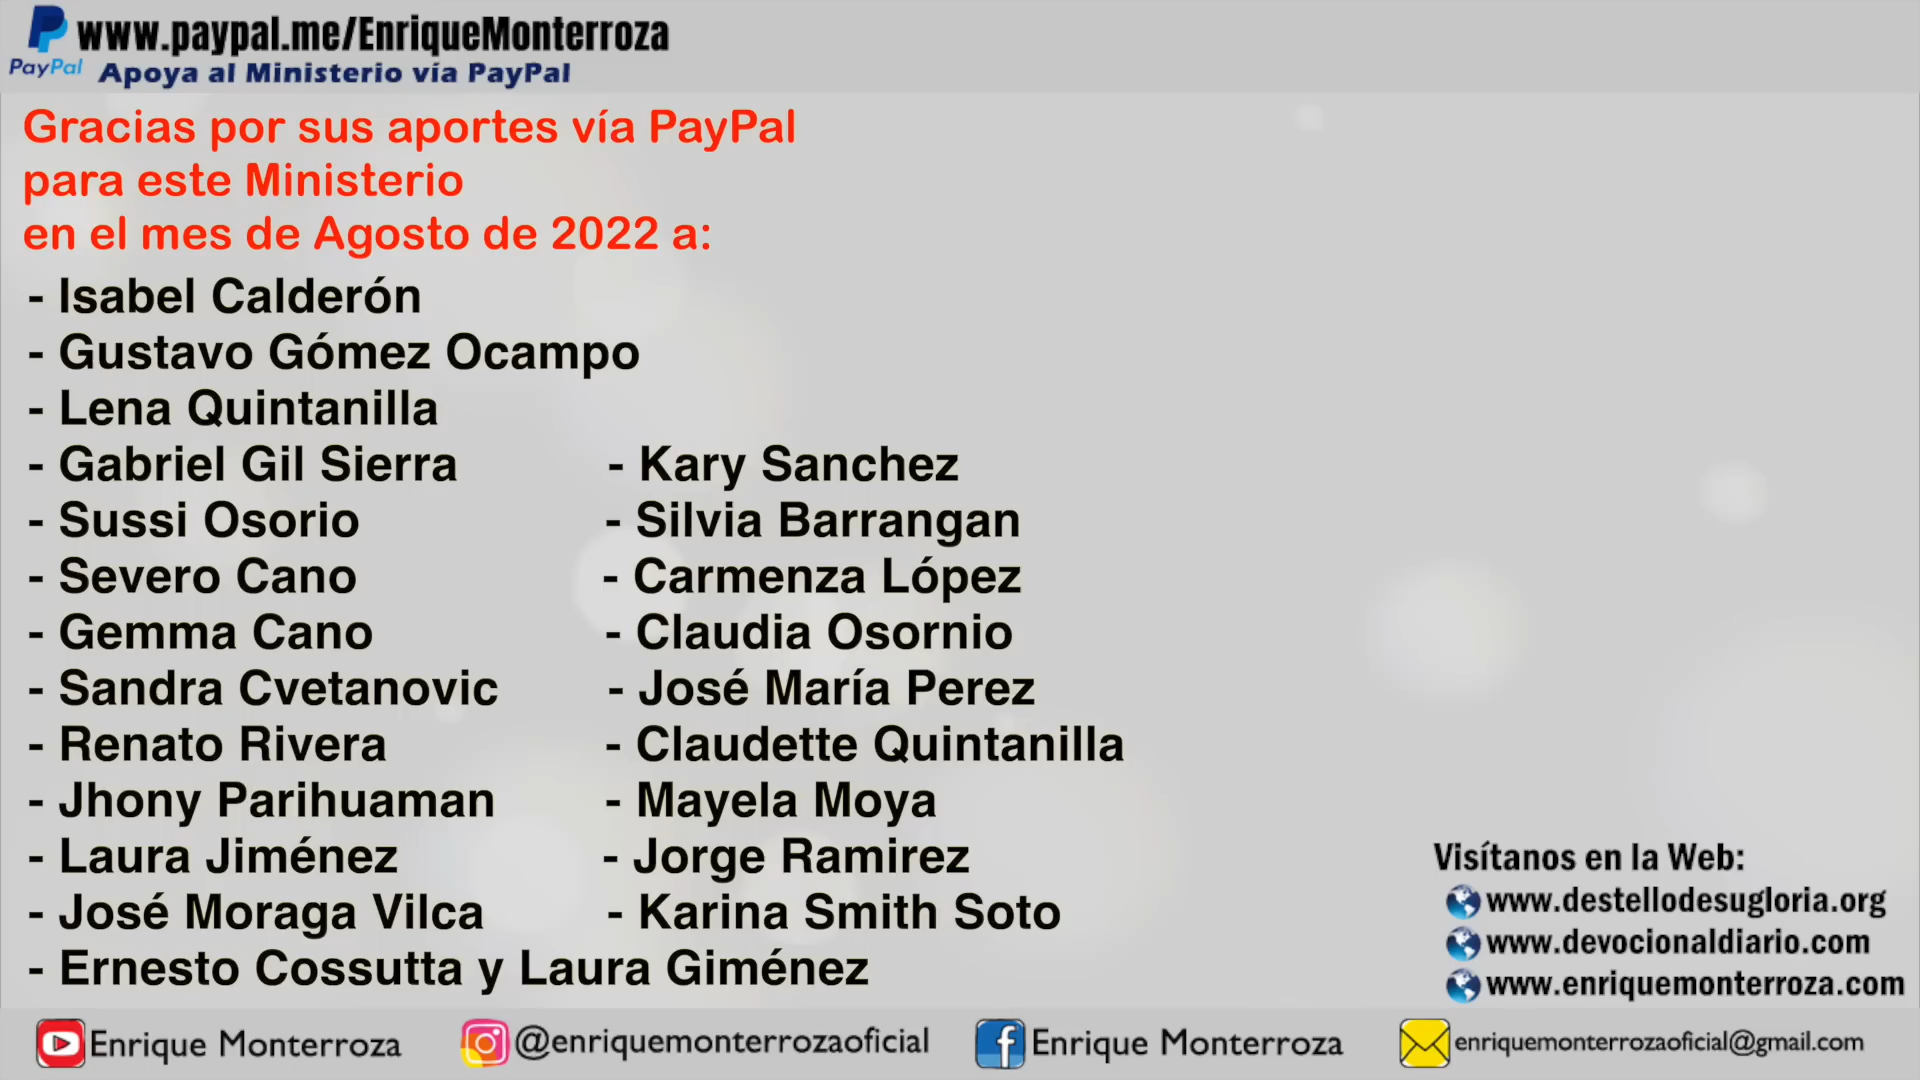 www.paypal.me/EnriqueMonterroza
PayPal Apoya al Ministerio vía PayPal
Gracias por sus aportes vía PayPal
para este Ministerio
en el mes de Agosto de 2022 a:
- Isabel Calderón
- Gustavo Gómez Ocampo
- Lena Quintanilla
- Gabriel Gil Sierra
- Sussi Osorio
- Severo Cano
- Gemma Cano
- Sandra Cvetanovic
- Renato Rivera
- Jhony Parihuaman
- Laura Jiménez
- José Moraga Vilca
- Ernesto Cossutta y Laura Giménez
- Kary Sanchez
- Silvia Barrangan
- Carmenza López
- Claudia Osornio
- José María Perez
- Claudette Quintanilla
- Mayela Moya
- Jorge Ramirez
- Karina Smith Soto
Visítanos en la Web:
www.destellodesugloria.org
www.devocionaldiario.com
www.enriquemonterroza.com
Enrique Monterroza
@enriquemonterrozaoficial
Enrique Monterroza
enriquemonterrozaoficial@gmail.com